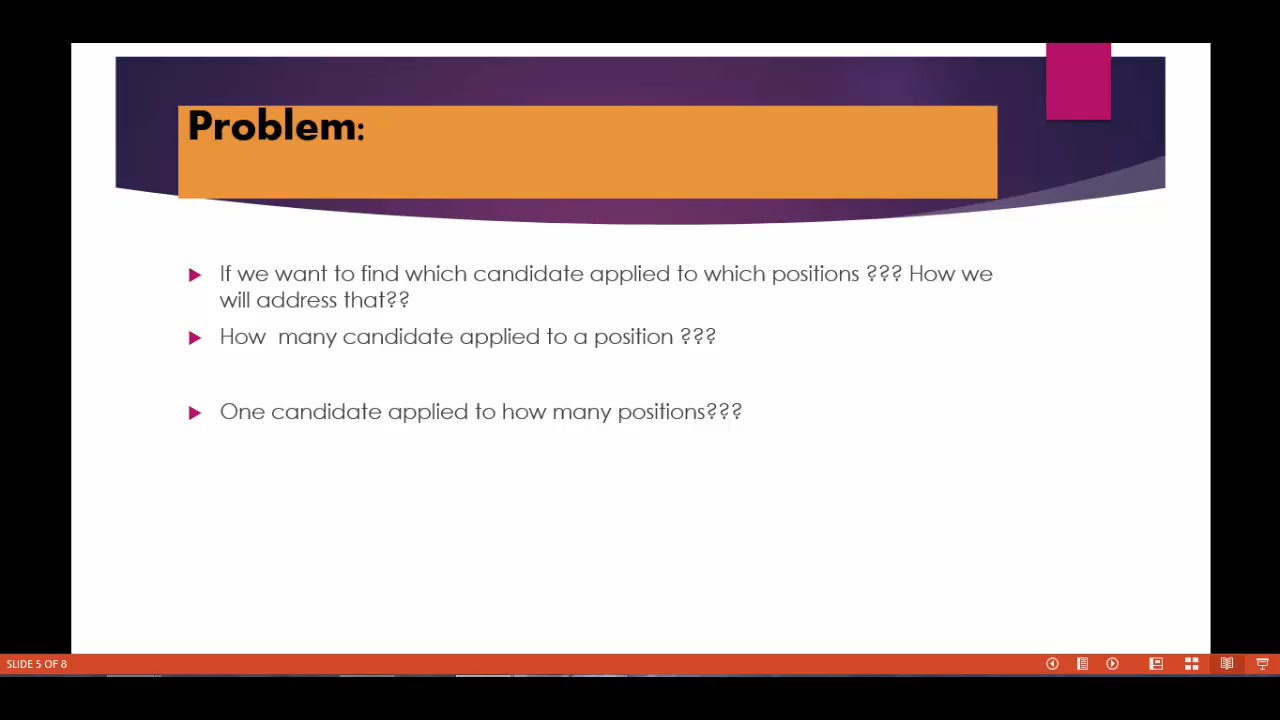 Problem:
If we want to find which candidate applied to which positions ??? How we
will address that??
How  many candidate applied to a position ???
One candidate applied to how many positions???
SLIDE 5 OF 8